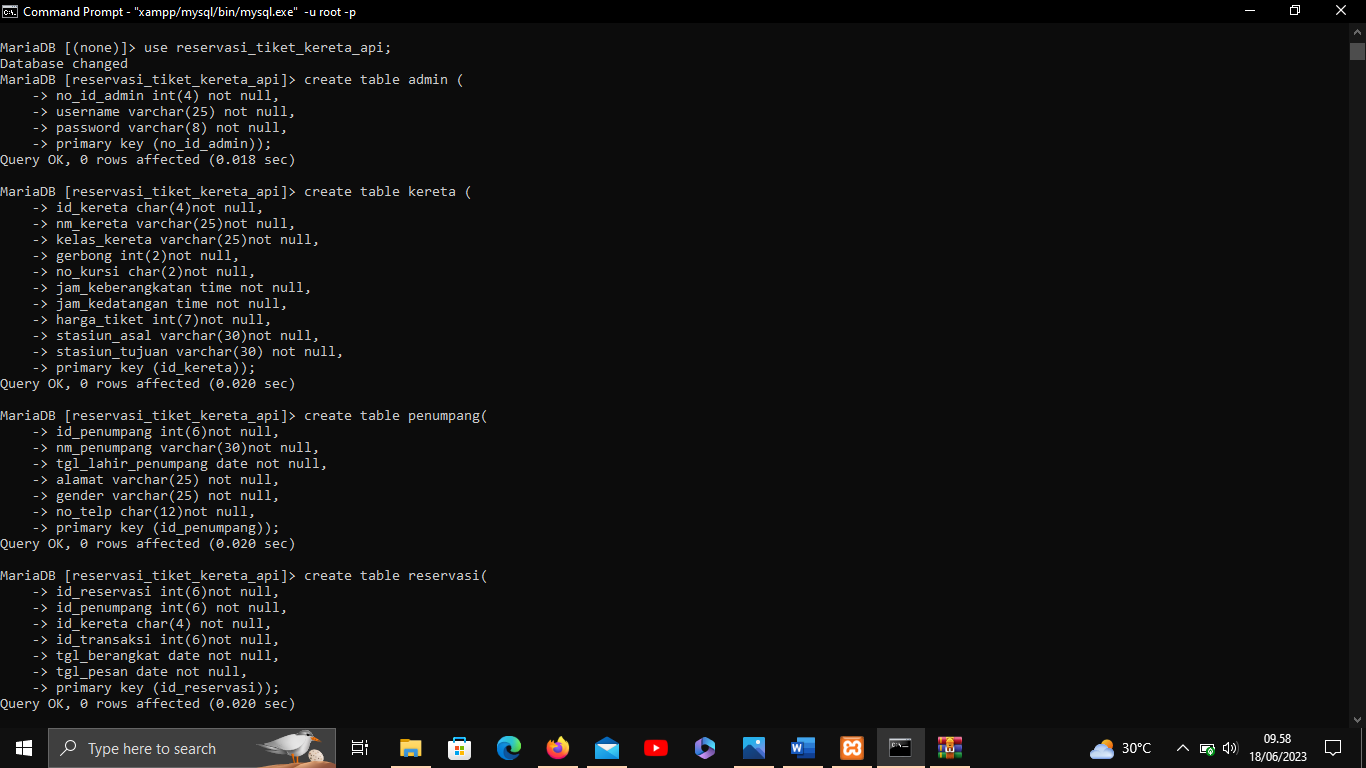 Command Prompt - "xampp/mysql/bin/mysql.exe" -u root -p
MariaDB [(none)]> use reservasi_tiket_kereta_api;
Database changed
MariaDB [reservasi_tiket_kereta_api]> create table admin (
    -> no_id_admin int(4) not null,
    -> username varchar(25) not null,
    -> password varchar(8) not null,
    -> primary key (no_id_admin));
Query OK, 0 rows affected (0.018 sec)
MariaDB [reservasi_tiket_kereta_api]> create table kereta (
    -> id_kereta char(4)not null,
    -> nm_kereta varchar(25)not null,
    -> kelas_kereta varchar(25)not null,
    -> gerbong int(2)not null,
    -> no_kursi char(2)not null,
    -> jam_keberangkatan time not null,
    -> jam_kedatangan time not null,
    -> harga_tiket int(7)not null,
    -> stasiun_asal varchar(30)not null,
    -> stasiun_tujuan varchar(30) not null,
    -> primary key (id_kereta));
Query OK, 0 rows affected (0.020 sec)
MariaDB [reservasi_tiket_kereta_api]> create table penumpang(
    -> id_penumpang int(6)not null,
    -> nm_penumpang varchar(30)not null,
    -> tgl_lahir_penumpang date not null,
    -> alamat varchar(25) not null,
    -> gender varchar(25) not null,
    -> no_telp char(12)not null,
    -> primary key (id_penumpang));
Query OK, 0 rows affected (0.020 sec)
MariaDB [reservasi_tiket_kereta_api]> create table reservasi(
    -> id_reservasi int(6)not null,
    -> id_penumpang int(6) not null,
    -> id_kereta char(4) not null,
    -> id_transaksi int(6)not null,
    -> tgl_berangkat date not null,
    -> tgl_pesan date not null,
    -> primary key (id_reservasi));
Query OK, 0 rows affected (0.020 sec)
Type here to search
30°C
09.58
18/06/2023